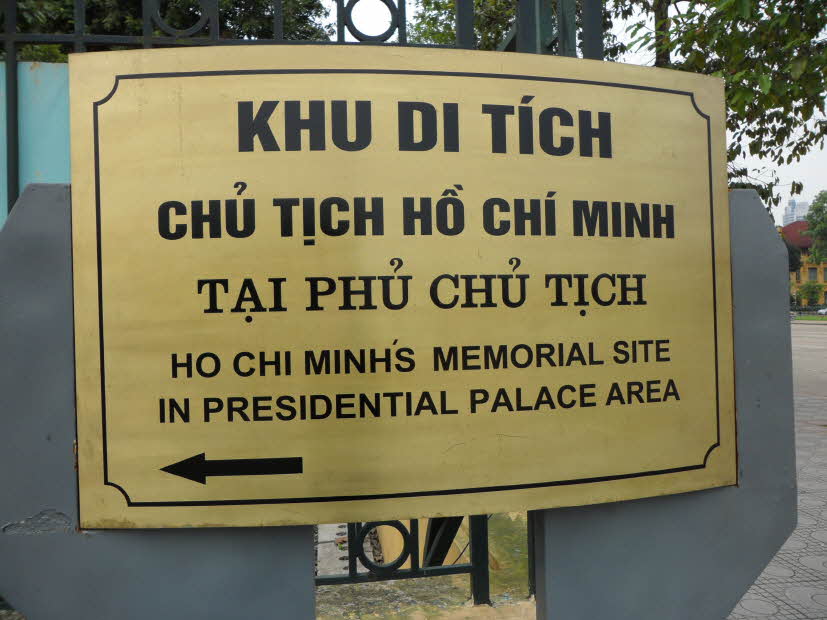 KHU DI TÍCH
CHỦ TỊCH HỒ CHÍ MINH
TẠI PHỦ CHỦ TỊCH
HO CHI MINH'S MEMORIAL SITE
IN PRESIDENTIAL PALACE AREA